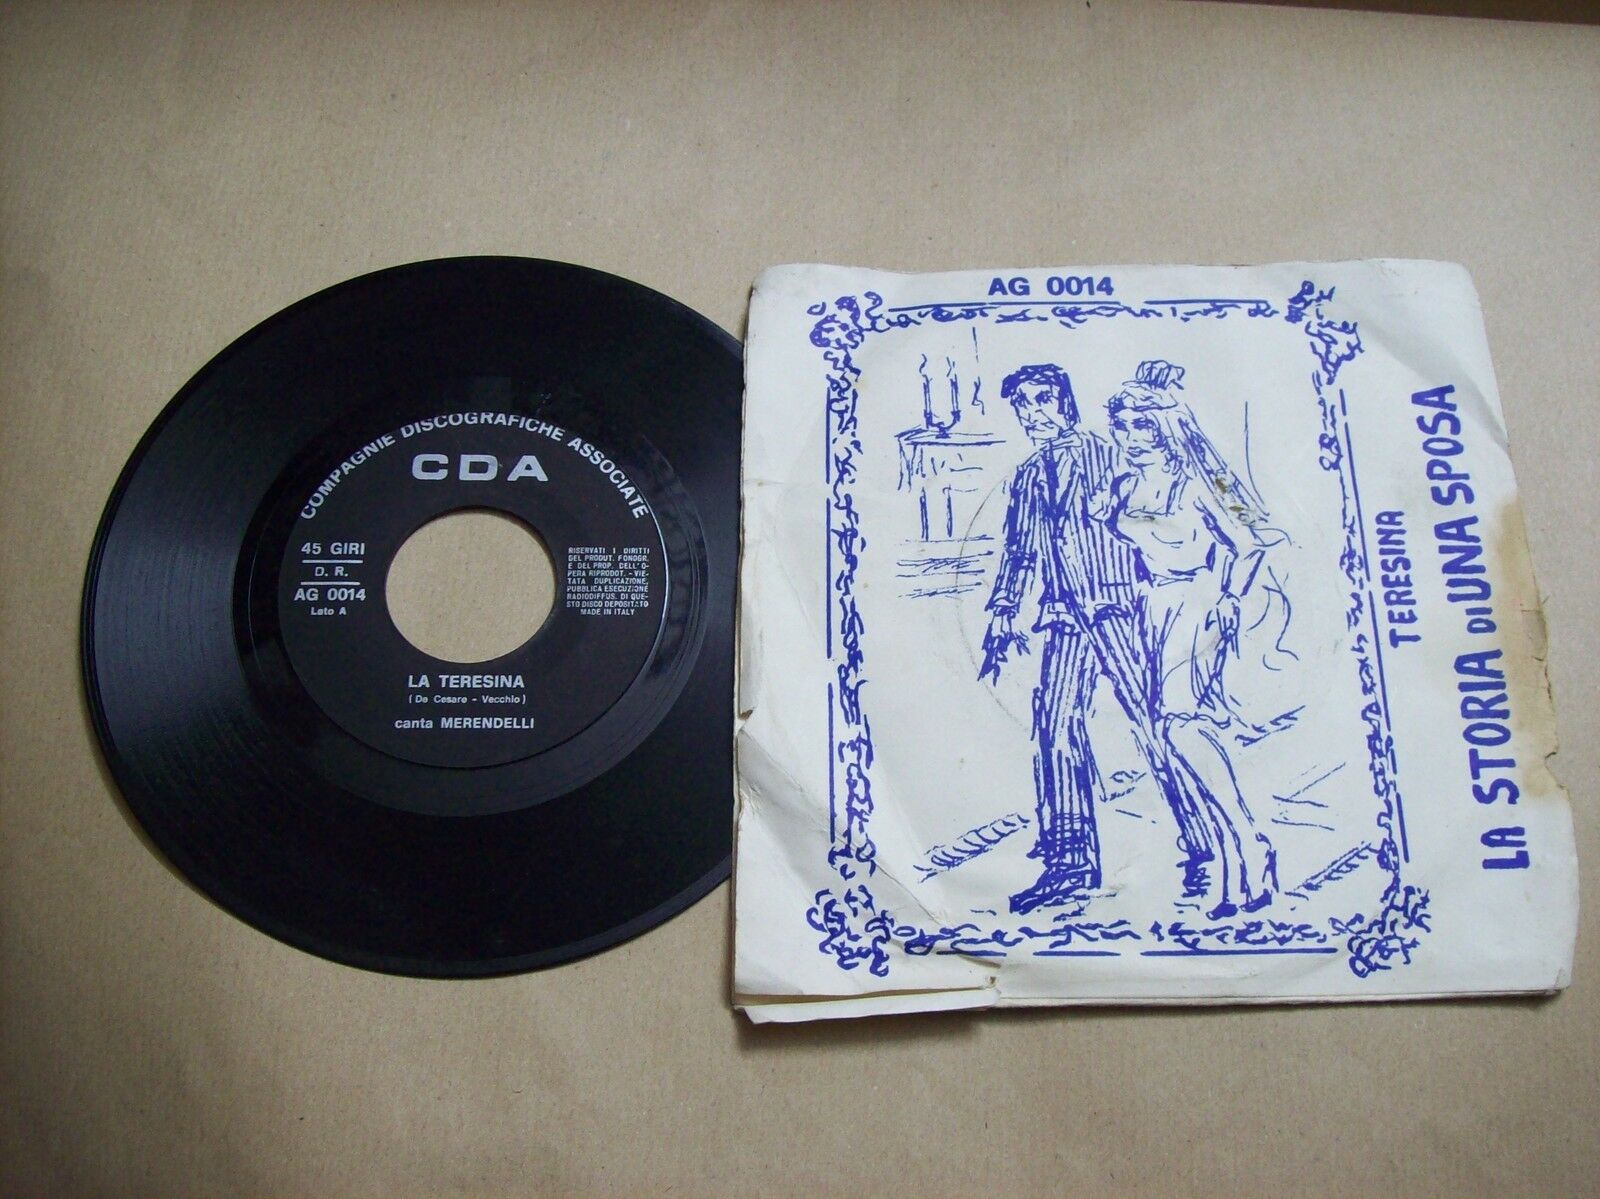 COMPAGNIE DISCOGRAFICHE ASSOCIATE
CDA
45 GIRI
D. R.
AG 0014
Lato A
RISERVATI I DIRITTI
DEL PRODUT. FONOGR.
E DEL PROP. DELL'O-
PERA RIPRODOT. - VIE-
TATA DUPLICAZIONE,
PUBBLICA ESECUZIONE
RADIODIFFUS. DI QUE-
STO DISCO DEPOSITATO
MADE IN ITALY
LA TERESINA
(De Cesare - Vecchio)
canta MERENDELLI
AG 0014
TERESINA
LA STORIA Di UNA SPOSA